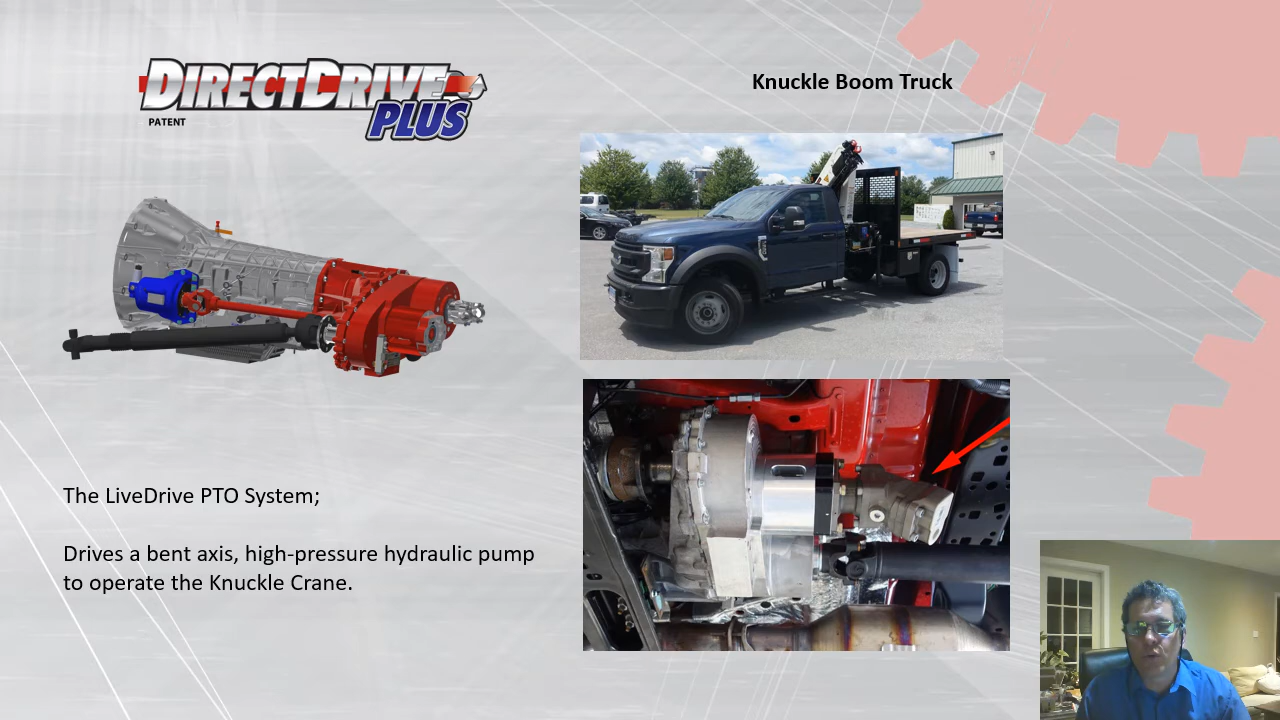 DIRECTDRIVE
PLUS
PATENT
Knuckle Boom Truck
The LiveDrive PTO System;
Drives a bent axis, high-pressure hydraulic pump
to operate the Knuckle Crane.